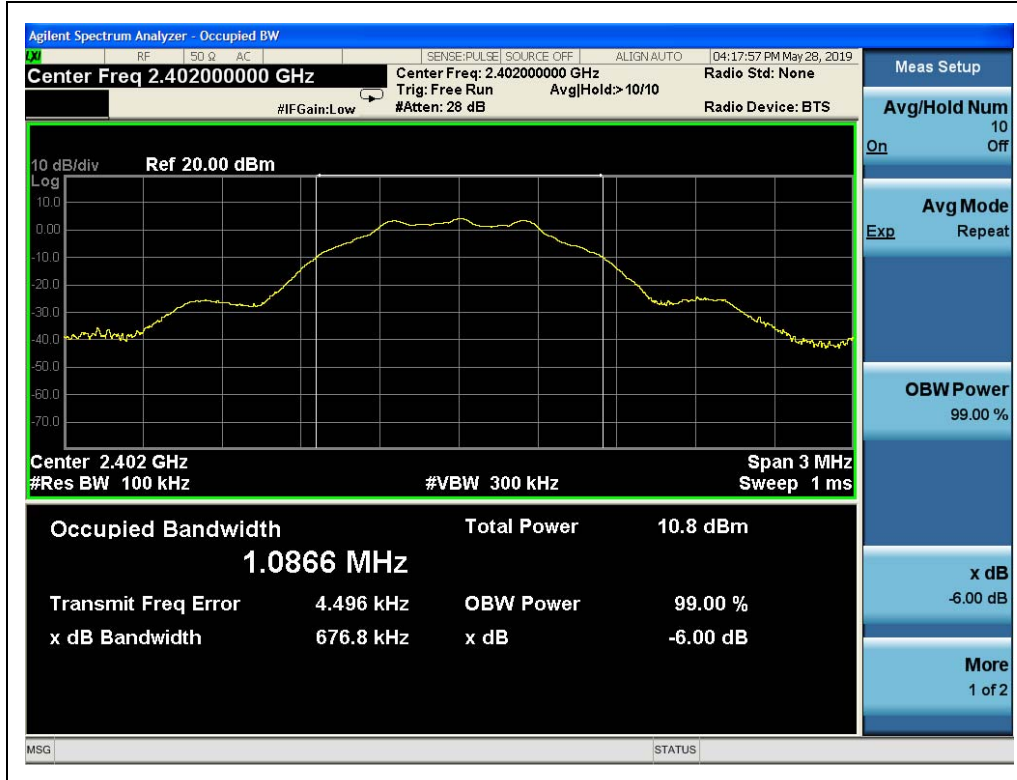 Agilent Spectrum Analyzer - Occupied BW
LXI RF 50 Ω AC SENSE:PULSE SOURCE OFF ALIGN AUTO 04:17:57 PM May 28, 2019
Center Freq 2.402000000 GHz
Center Freq: 2.402000000 GHz
Radio Std: None
Trig: Free Run Avg|Hold:> 10/10
#IFGain:Low
#Atten: 28 dB
Radio Device: BTS
10 dB/div Ref 20.00 dBm
Log
10.0
0.00
-10.0
-20.0
-30.0
-40.0
-50.0
-60.0
-70.0
Center 2.402 GHz
Span 3 MHz
#Res BW 100 kHz
#VBW 300 kHz
Sweep 1 ms
Occupied Bandwidth
1.0866 MHz
Total Power 10.8 dBm
Transmit Freq Error 4.496 kHz
OBW Power 99.00 %
x dB Bandwidth 676.8 kHz
x dB -6.00 dB
Meas Setup
Avg/Hold Num
10
On Off
Avg Mode
Exp Repeat
OBW Power
99.00 %
x dB
-6.00 dB
More
1 of 2
MSG
STATUS